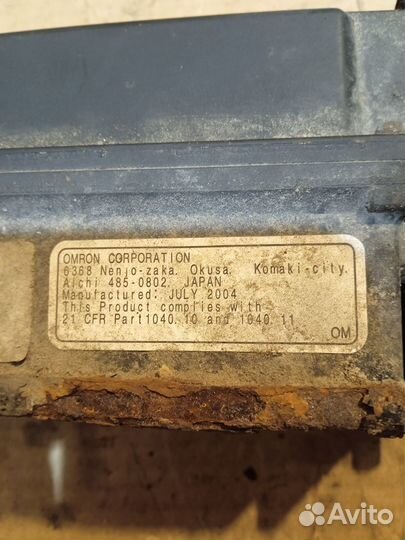 OMRON CORPORATION
6368 Nenjo-zaka. Okusa. Komaki-city.
Aichi 485-0802. JAPAN
Manufactured: JULY 2004
This Product complies with
21 CFR Part1040.10 and 1040.11
OM
Avito